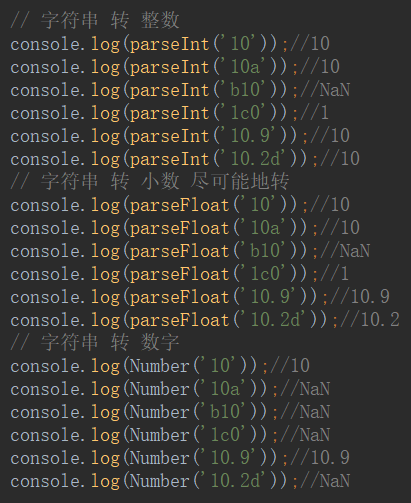 // 字符串 转 整数
console.log(parseInt('10'));//10
console.log(parseInt('10a'));//10
console.log(parseInt('b10'));//NaN
console.log(parseInt('1c0'));//1
console.log(parseInt('10.9'));//10
console.log(parseInt('10.2d'));//10
// 字符串 转 小数 尽可能地转
console.log(parseFloat('10'));//10
console.log(parseFloat('10a'));//10
console.log(parseFloat('b10'));//NaN
console.log(parseFloat('1c0'));//1
console.log(parseFloat('10.9'));//10.9
console.log(parseFloat('10.2d'));//10.2
// 字符串 转 数字
console.log(Number('10'));//10
console.log(Number('10a'));//NaN
console.log(Number('b10'));//NaN
console.log(Number('1c0'));//NaN
console.log(Number('10.9'));//10.9
console.log(Number('10.2d'));//NaN